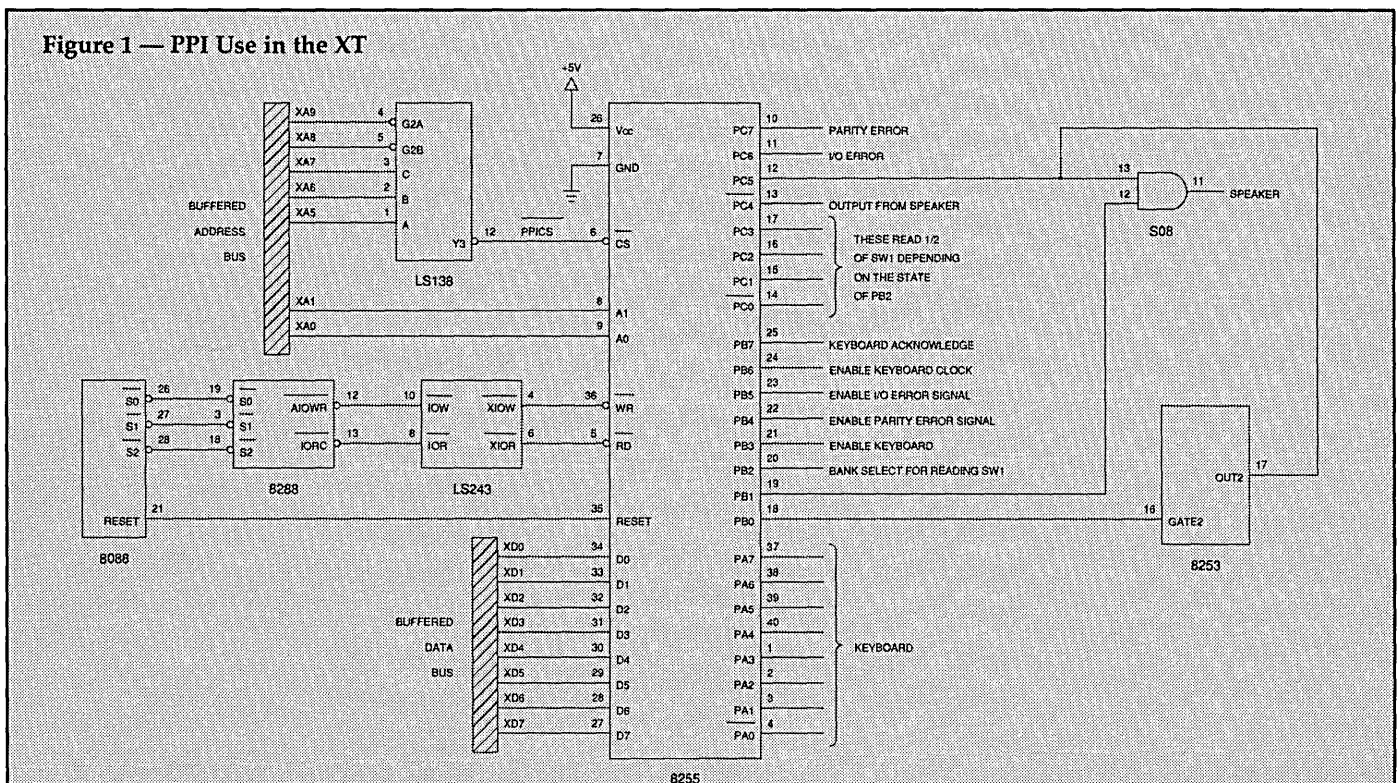 Figure 1 — PPI Use in the XT
+5V
XA9 4 G2A
XA8 5 G2B
XA7 3 C
XA6 2 B
XA5 1 A
Y3 12 PPICS 6 CS
LS138
BUFFERED
ADDRESS
BUS
XA1 8 A1
XA0 9 A0
26 Vcc
7 GND
S0 26 19 S0
S1 27 3 S1
S2 28 18 S2
AIOWR 12 10 IOW
IORC 13 8 IOR
XIOW 4 36 WR
XIOR 6 5 RD
8288
LS243
RESET 21 35 RESET
8088
XD0 34 D0
XD1 33 D1
XD2 32 D2
XD3 31 D3
XD4 30 D4
XD5 29 D5
XD6 28 D6
XD7 27 D7
BUFFERED
DATA
BUS
8255
PC7 10 PARITY ERROR
PC6 11 I/O ERROR
PC5 12
PC4 13 OUTPUT FROM SPEAKER
PC3 17
PC2 16
PC1 15
PC0 14
THESE READ 1/2
OF SW1 DEPENDING
ON THE STATE
OF PB2
13
12
11 SPEAKER
S08
PB7 25 KEYBOARD ACKNOWLEDGE
PB6 24 ENABLE KEYBOARD CLOCK
PB5 23 ENABLE I/O ERROR SIGNAL
PB4 22 ENABLE PARITY ERROR SIGNAL
PB3 21 ENABLE KEYBOARD
PB2 20 BANK SELECT FOR READING SW1
PB1 19
PB0 18
16 GATE2
OUT2 17
8253
PA7 37
PA6 38
PA5 39
PA4 40
PA3 1
PA2 2
PA1 3
PA0 4
KEYBOARD